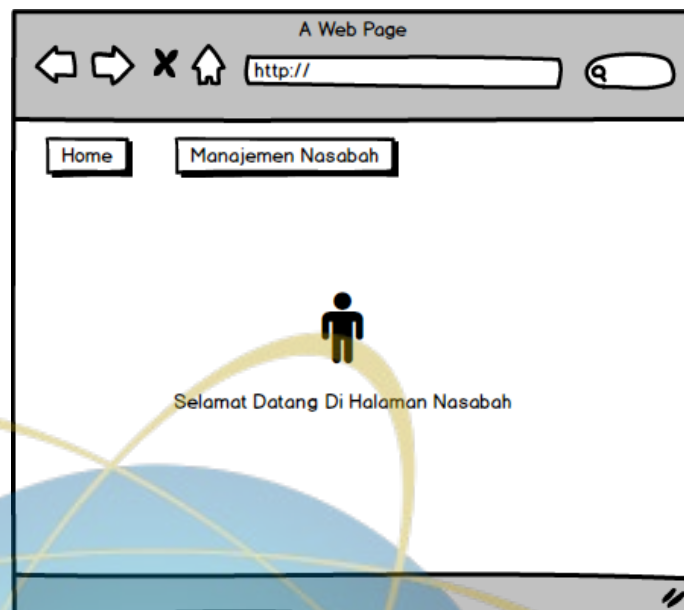 A Web Page
http://
Home
Manajemen Nasabah
Selamat Datang Di Halaman Nasabah